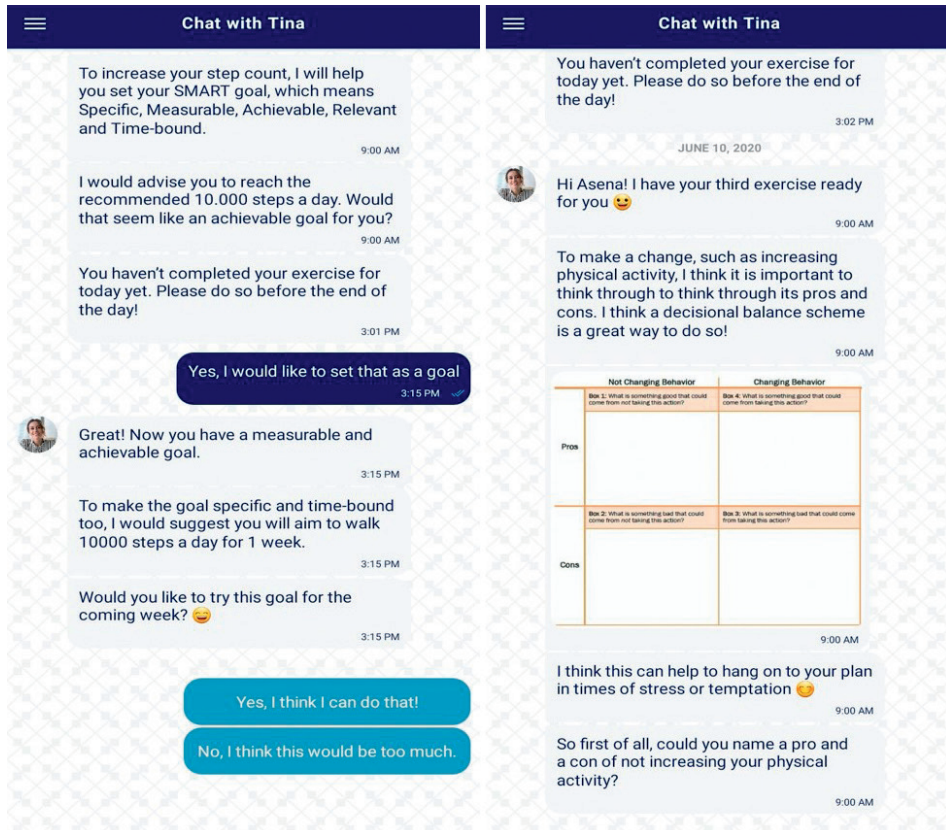 Chat with Tina
To increase your step count, I will help
you set your SMART goal, which means
Specific, Measurable, Achievable, Relevant
and Time-bound.
9:00 AM
I would advise you to reach the
recommended 10.000 steps a day. Would
that seem like an achievable goal for you?
9:00 AM
You haven't completed your exercise for
today yet. Please do so before the end of
the day!
3:01 PM
Yes, I would like to set that as a goal
3:15 PM
Great! Now you have a measurable and
achievable goal.
3:15 PM
To make the goal specific and time-bound
too, I would suggest you will aim to walk
10000 steps a day for 1 week.
3:15 PM
Would you like to try this goal for the
coming week? 😄
3:15 PM
Yes, I think I can do that!
No, I think this would be too much.
Chat with Tina
You haven't completed your exercise for
today yet. Please do so before the end of
the day!
3:02 PM
JUNE 10, 2020
Hi Asena! I have your third exercise ready
for you 😀
9:00 AM
To make a change, such as increasing
physical activity, I think it is important to
think through to think through its pros and
cons. I think a decisional balance scheme
is a great way to do so!
9:00 AM
Not Changing Behavior
Changing Behavior
Box 1: What is something good that could
come from not taking this action?
Box 4: What is something good that could
come from taking this action?
Pros
Box 2: What is something bad that could
come from not taking this action?
Box 3: What is something bad that could come
from taking this action?
Cons
9:00 AM
I think this can help to hang on to your plan
in times of stress or temptation 😊
9:00 AM
So first of all, could you name a pro and
a con of not increasing your physical
activity?
9:00 AM